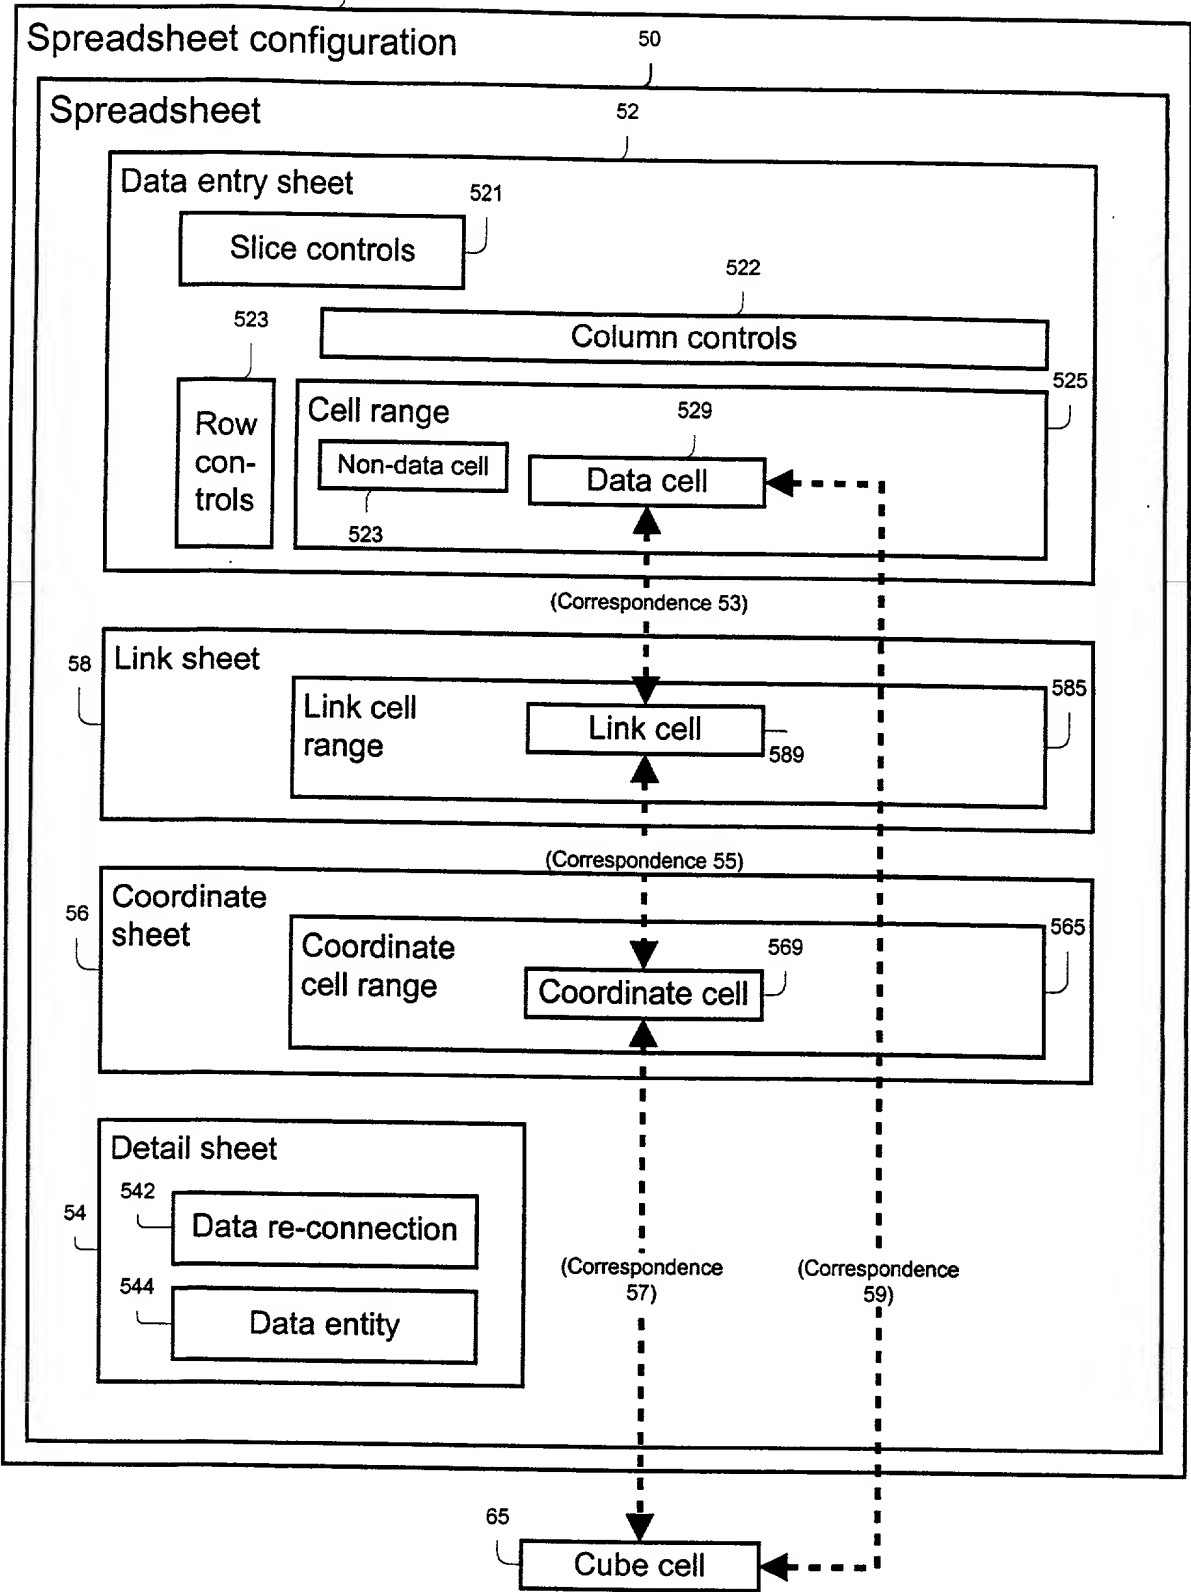 Spreadsheet configuration
50
Spreadsheet
52
Data entry sheet
521
Slice controls
522
523
Column controls
525
Row
con-
trols
Cell range
529
Non-data cell
Data cell
523
(Correspondence 53)
58
Link sheet
585
Link cell
range
Link cell
589
(Correspondence 55)
56
Coordinate
sheet
565
Coordinate
cell range
569
Coordinate cell
Detail sheet
542
54
Data re-connection
544
Data entity
(Correspondence
57)
(Correspondence
59)
65
Cube cell